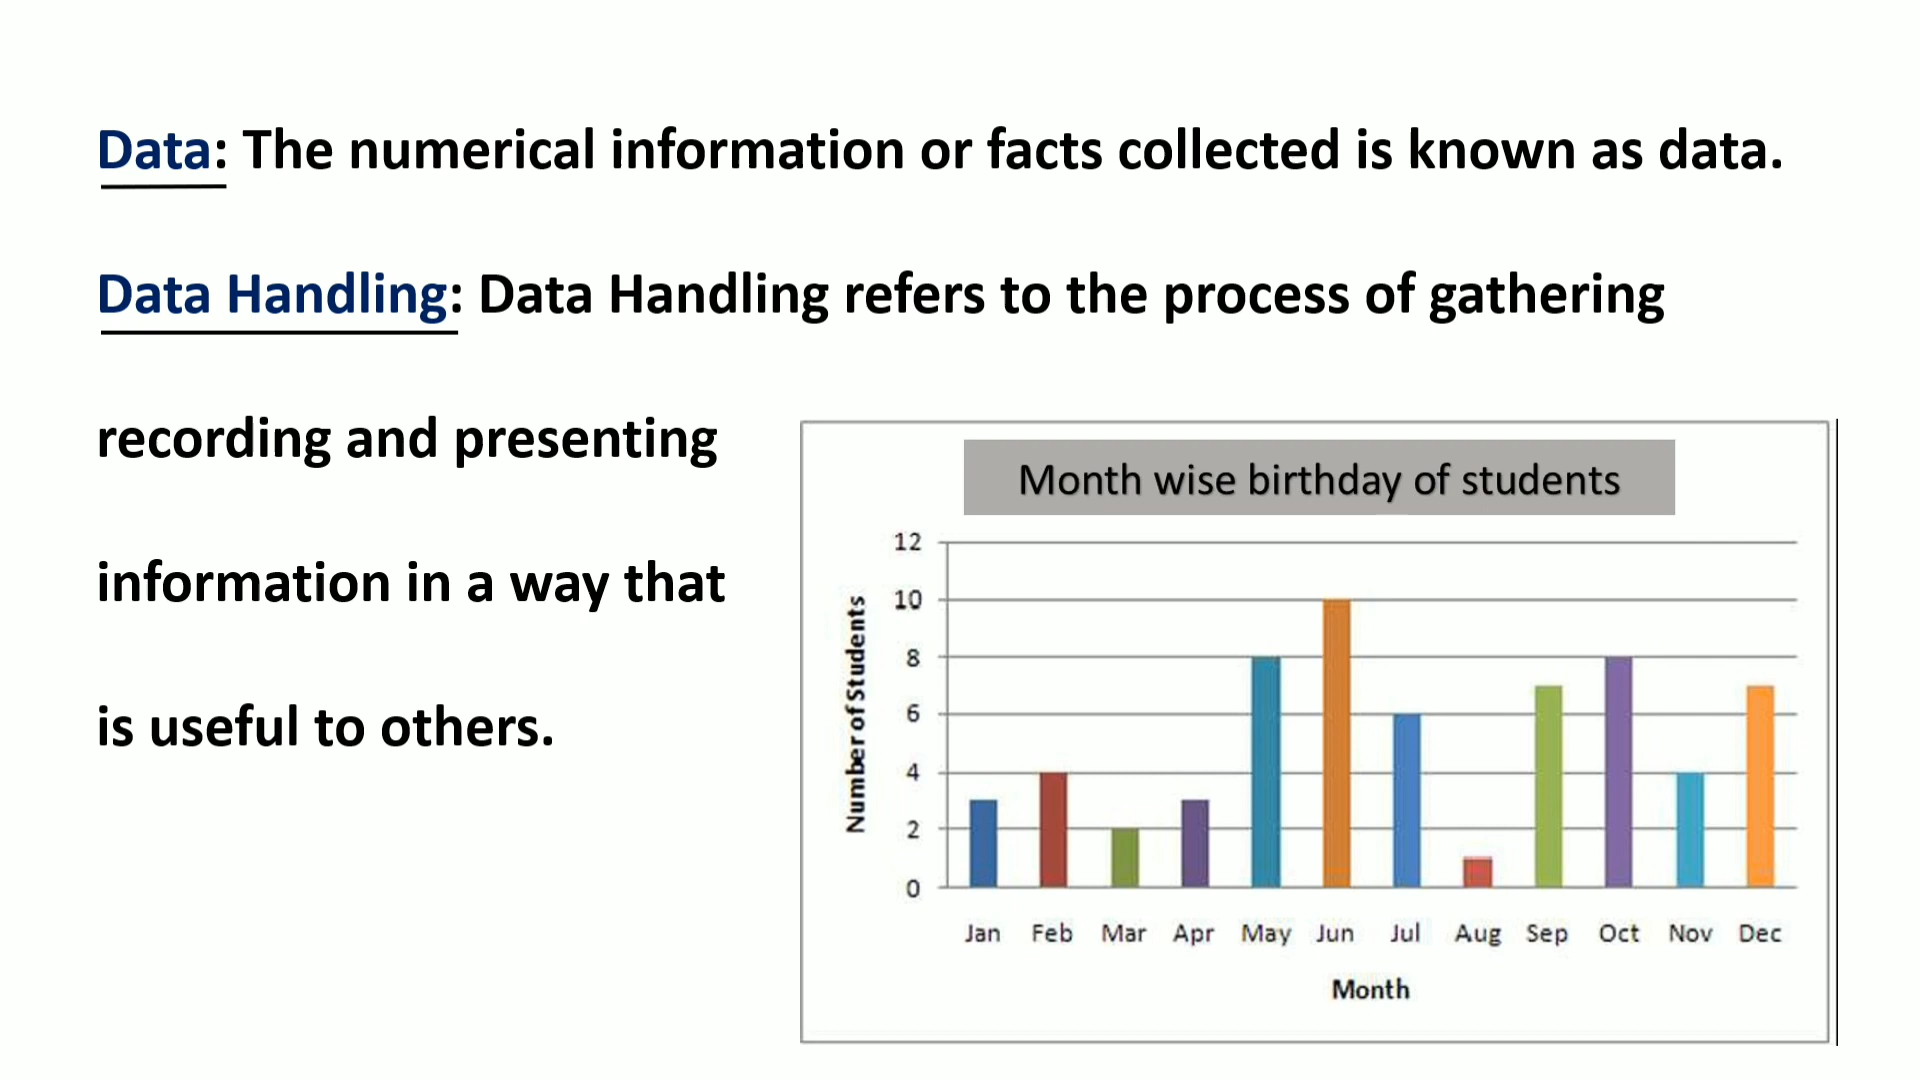 Data: The numerical information or facts collected is known as data.
Data Handling: Data Handling refers to the process of gathering
recording and presenting
information in a way that
is useful to others.
Month wise birthday of students
12
10
8
6
4
2
0
Number of Students
Jan Feb Mar Apr May Jun Jul Aug Sep Oct Nov Dec
Month